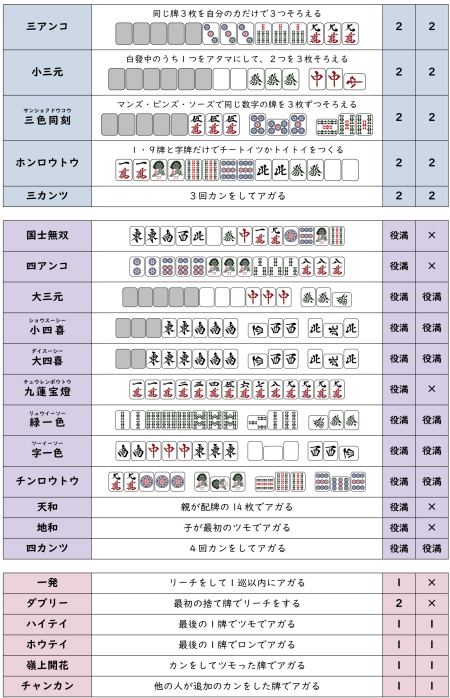 三アンコ
同じ牌3枚を自分の力だけで3つそろえる
2 2
小三元
白發中のうち1つをアタマにして、2つを3枚そろえる
2 2
サンショクドウコウ
三色同刻
マンズ・ピンズ・ソーズで同じ数字の牌を3枚ずつそろえる
2 2
ホンロウトウ
1・9牌と字牌だけでチートイツかトイトイをつくる
2 2
三カンツ
3回カンをしてアガる
2 2
国士無双
役満 ×
四アンコ
役満 ×
大三元
役満 役満
ショウスーシー
小四喜
役満 役満
ダイスーシー
大四喜
役満 役満
チュウレンポウトウ
九蓮宝燈
役満 ×
リュウイーソー
緑一色
役満 役満
ツーイーソー
字一色
役満 役満
チンロウトウ
役満 役満
天和
親が配牌の14枚でアガる
役満 ×
地和
子が最初のツモでアガる
役満 ×
四カンツ
4回カンをしてアガる
役満 役満
一発
リーチをして1巡以内にアガる
1 ×
ダブリー
最初の捨て牌でリーチをする
2 ×
ハイテイ
最後の1牌でツモでアガる
1 1
ホウテイ
最後の1牌でロンでアガる
1 1
嶺上開花
カンをしてツモった牌でアガる
1 1
チャンカン
他の人が追加のカンをした牌でアガる
1 1